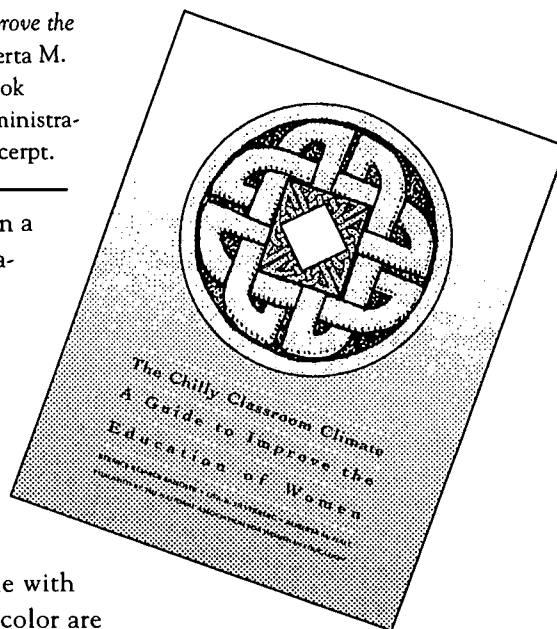 rove the
erta M.
ok
ministra-
cerpt.
n a
a-
The Chilly Classroom Climate
A Guide to Improve the
Education of Women
e with
color are